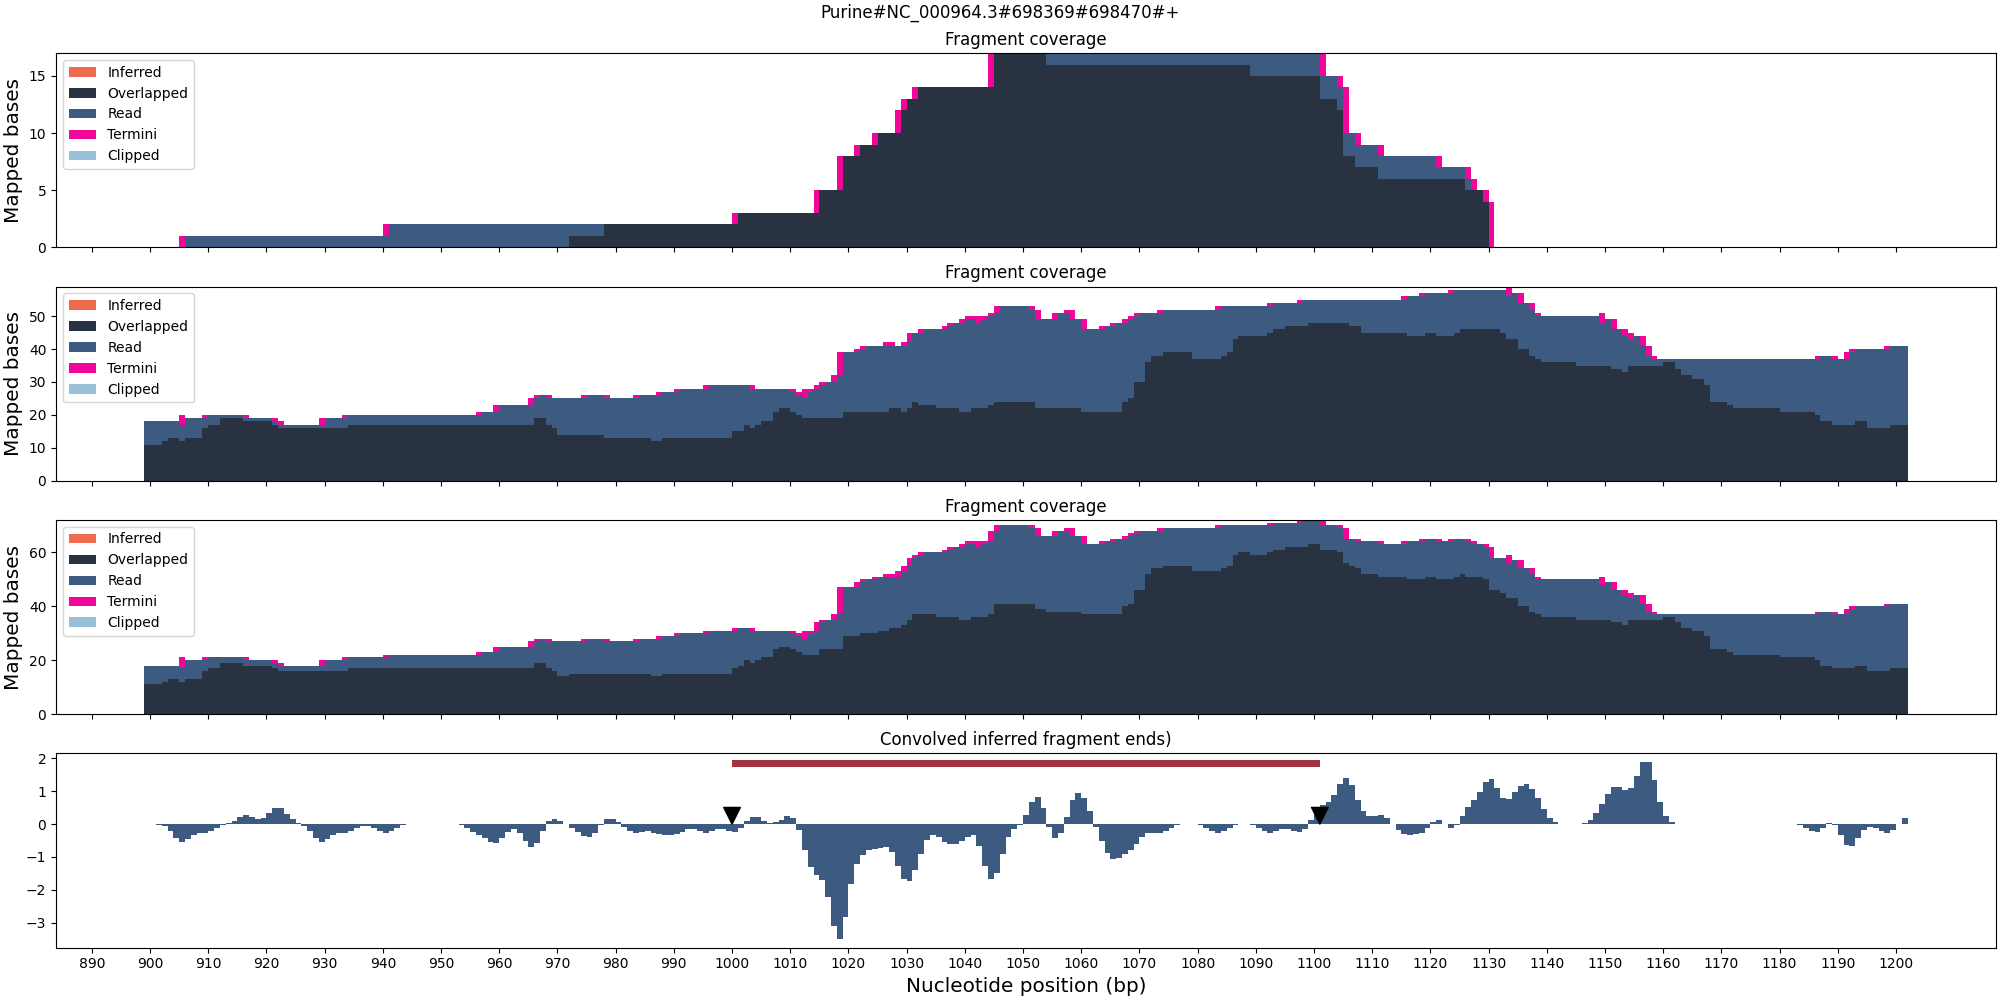 Purine#NC_000964.3#698369#698470#+
Fragment coverage
Mapped bases
15
10
5
0
Inferred
Overlapped
Read
Termini
Clipped
Fragment coverage
Mapped bases
50
40
30
20
10
0
Inferred
Overlapped
Read
Termini
Clipped
Fragment coverage
Mapped bases
60
40
20
0
Inferred
Overlapped
Read
Termini
Clipped
Convolved inferred fragment ends)
2
1
0
−1
−2
−3
890 900 910 920 930 940 950 960 970 980 990 1000 1010 1020 1030 1040 1050 1060 1070 1080 1090 1100 1110 1120 1130 1140 1150 1160 1170 1180 1190 1200
Nucleotide position (bp)